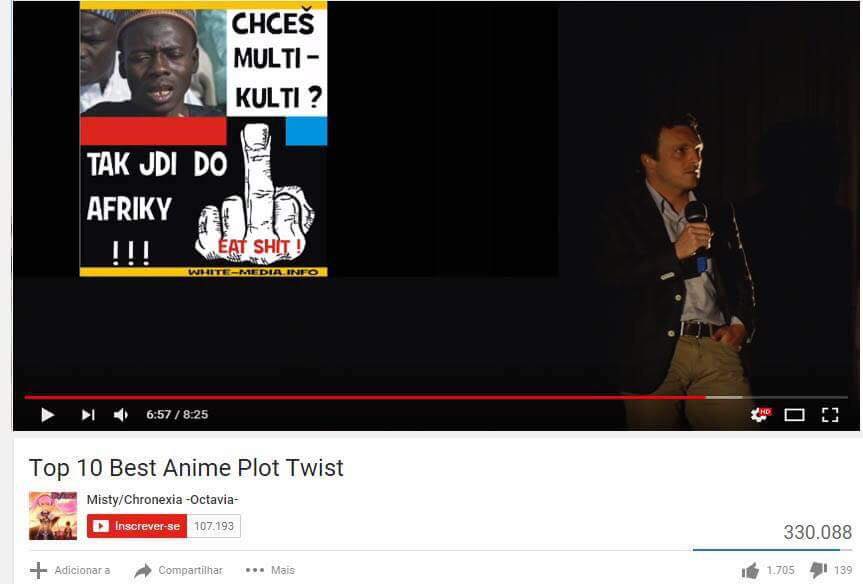 CHCEŠ
MULTI-
KULTI ?
TAK JDI DO
AFRIKY
!!!
EAT SHIT !
WHITE-MEDIA.INFO
6:57 / 8:25
HD
Top 10 Best Anime Plot Twist
Misty/Chronexia -Octavia-
Inscrever-se
107.193
330.088
Adicionar a
Compartilhar
Mais
1.705
139